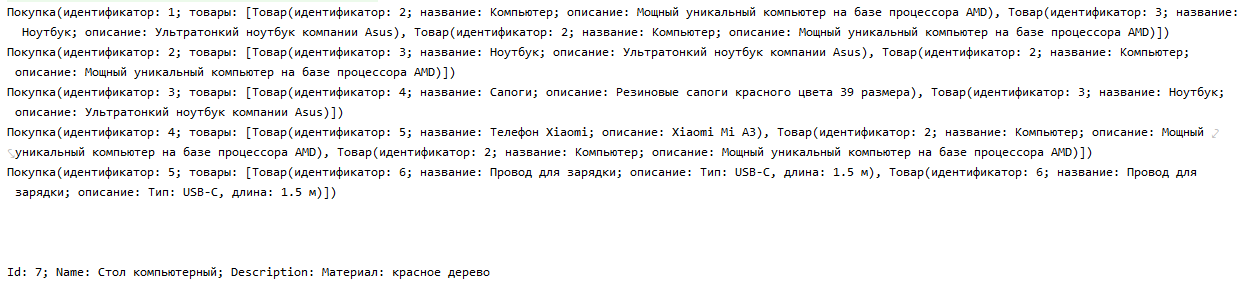 Покупка(идентификатор: 1; товары: [Товар(идентификатор: 2; название: Компьютер; описание: Мощный уникальный компьютер на базе процессора AMD), Товар(идентификатор: 3; название:
Ноутбук; описание: Ультратонкий ноутбук компании Asus), Товар(идентификатор: 2; название: Компьютер; описание: Мощный уникальный компьютер на базе процессора AMD)])
Покупка(идентификатор: 2; товары: [Товар(идентификатор: 3; название: Ноутбук; описание: Ультратонкий ноутбук компании Asus), Товар(идентификатор: 2; название: Компьютер;
описание: Мощный уникальный компьютер на базе процессора AMD)])
Покупка(идентификатор: 3; товары: [Товар(идентификатор: 4; название: Сапоги; описание: Резиновые сапоги красного цвета 39 размера), Товар(идентификатор: 3; название: Ноутбук;
описание: Ультратонкий ноутбук компании Asus)])
Покупка(идентификатор: 4; товары: [Товар(идентификатор: 5; название: Телефон Xiaomi; описание: Xiaomi Mi A3), Товар(идентификатор: 2; название: Компьютер; описание: Мощный
уникальный компьютер на базе процессора AMD), Товар(идентификатор: 2; название: Компьютер; описание: Мощный уникальный компьютер на базе процессора AMD)])
Покупка(идентификатор: 5; товары: [Товар(идентификатор: 6; название: Провод для зарядки; описание: Тип: USB-C, длина: 1.5 м), Товар(идентификатор: 6; название: Провод для
зарядки; описание: Тип: USB-C, длина: 1.5 м)])
Id: 7; Name: Стол компьютерный; Description: Материал: красное дерево